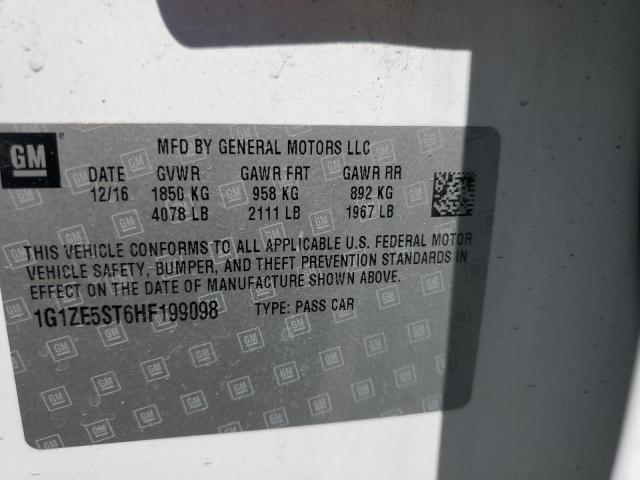 GM
MFD BY GENERAL MOTORS LLC
DATE GVWR GAWR FRT GAWR RR
12/16 1850 KG 958 KG 892 KG
4078 LB 2111 LB 1967 LB
THIS VEHICLE CONFORMS TO ALL APPLICABLE U.S. FEDERAL MOTOR
VEHICLE SAFETY, BUMPER, AND THEFT PREVENTION STANDARDS IN
EFFECT ON THE DATE OF MANUFACTURE SHOWN ABOVE.
1G1ZE5ST6HF199098 TYPE: PASS CAR